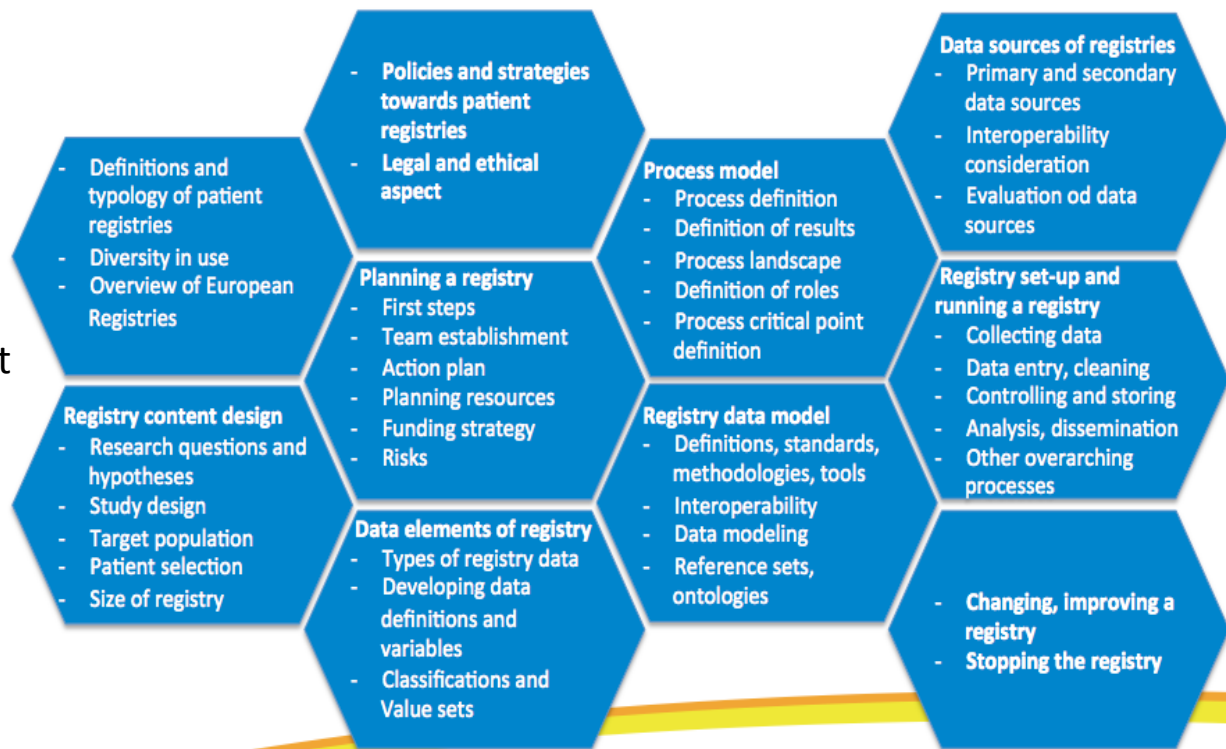 - Policies and strategies
towards patient
registries
- Legal and ethical
aspect
Data sources of registries
- Primary and secondary
data sources
- Interoperability
consideration
- Evaluation od data
sources
- Definitions and
typology of patient
registries
- Diversity in use
- Overview of European
Registries
Process model
- Process definition
- Definition of results
- Process landscape
- Definition of roles
- Process critical point
definition
Planning a registry
- First steps
- Team establishment
- Action plan
- Planning resources
- Funding strategy
- Risks
Registry set-up and
running a registry
- Collecting data
- Data entry, cleaning
- Controlling and storing
- Analysis, dissemination
- Other overarching
processes
t
Registry content design
- Research questions and
hypotheses
- Study design
- Target population
- Patient selection
- Size of registry
Registry data model
- Definitions, standards,
methodologies, tools
- Interoperability
- Data modeling
- Reference sets,
ontologies
Data elements of registry
- Types of registry data
- Developing data
definitions and
variables
- Classifications and
Value sets
- Changing, improving a
registry
- Stopping the registry